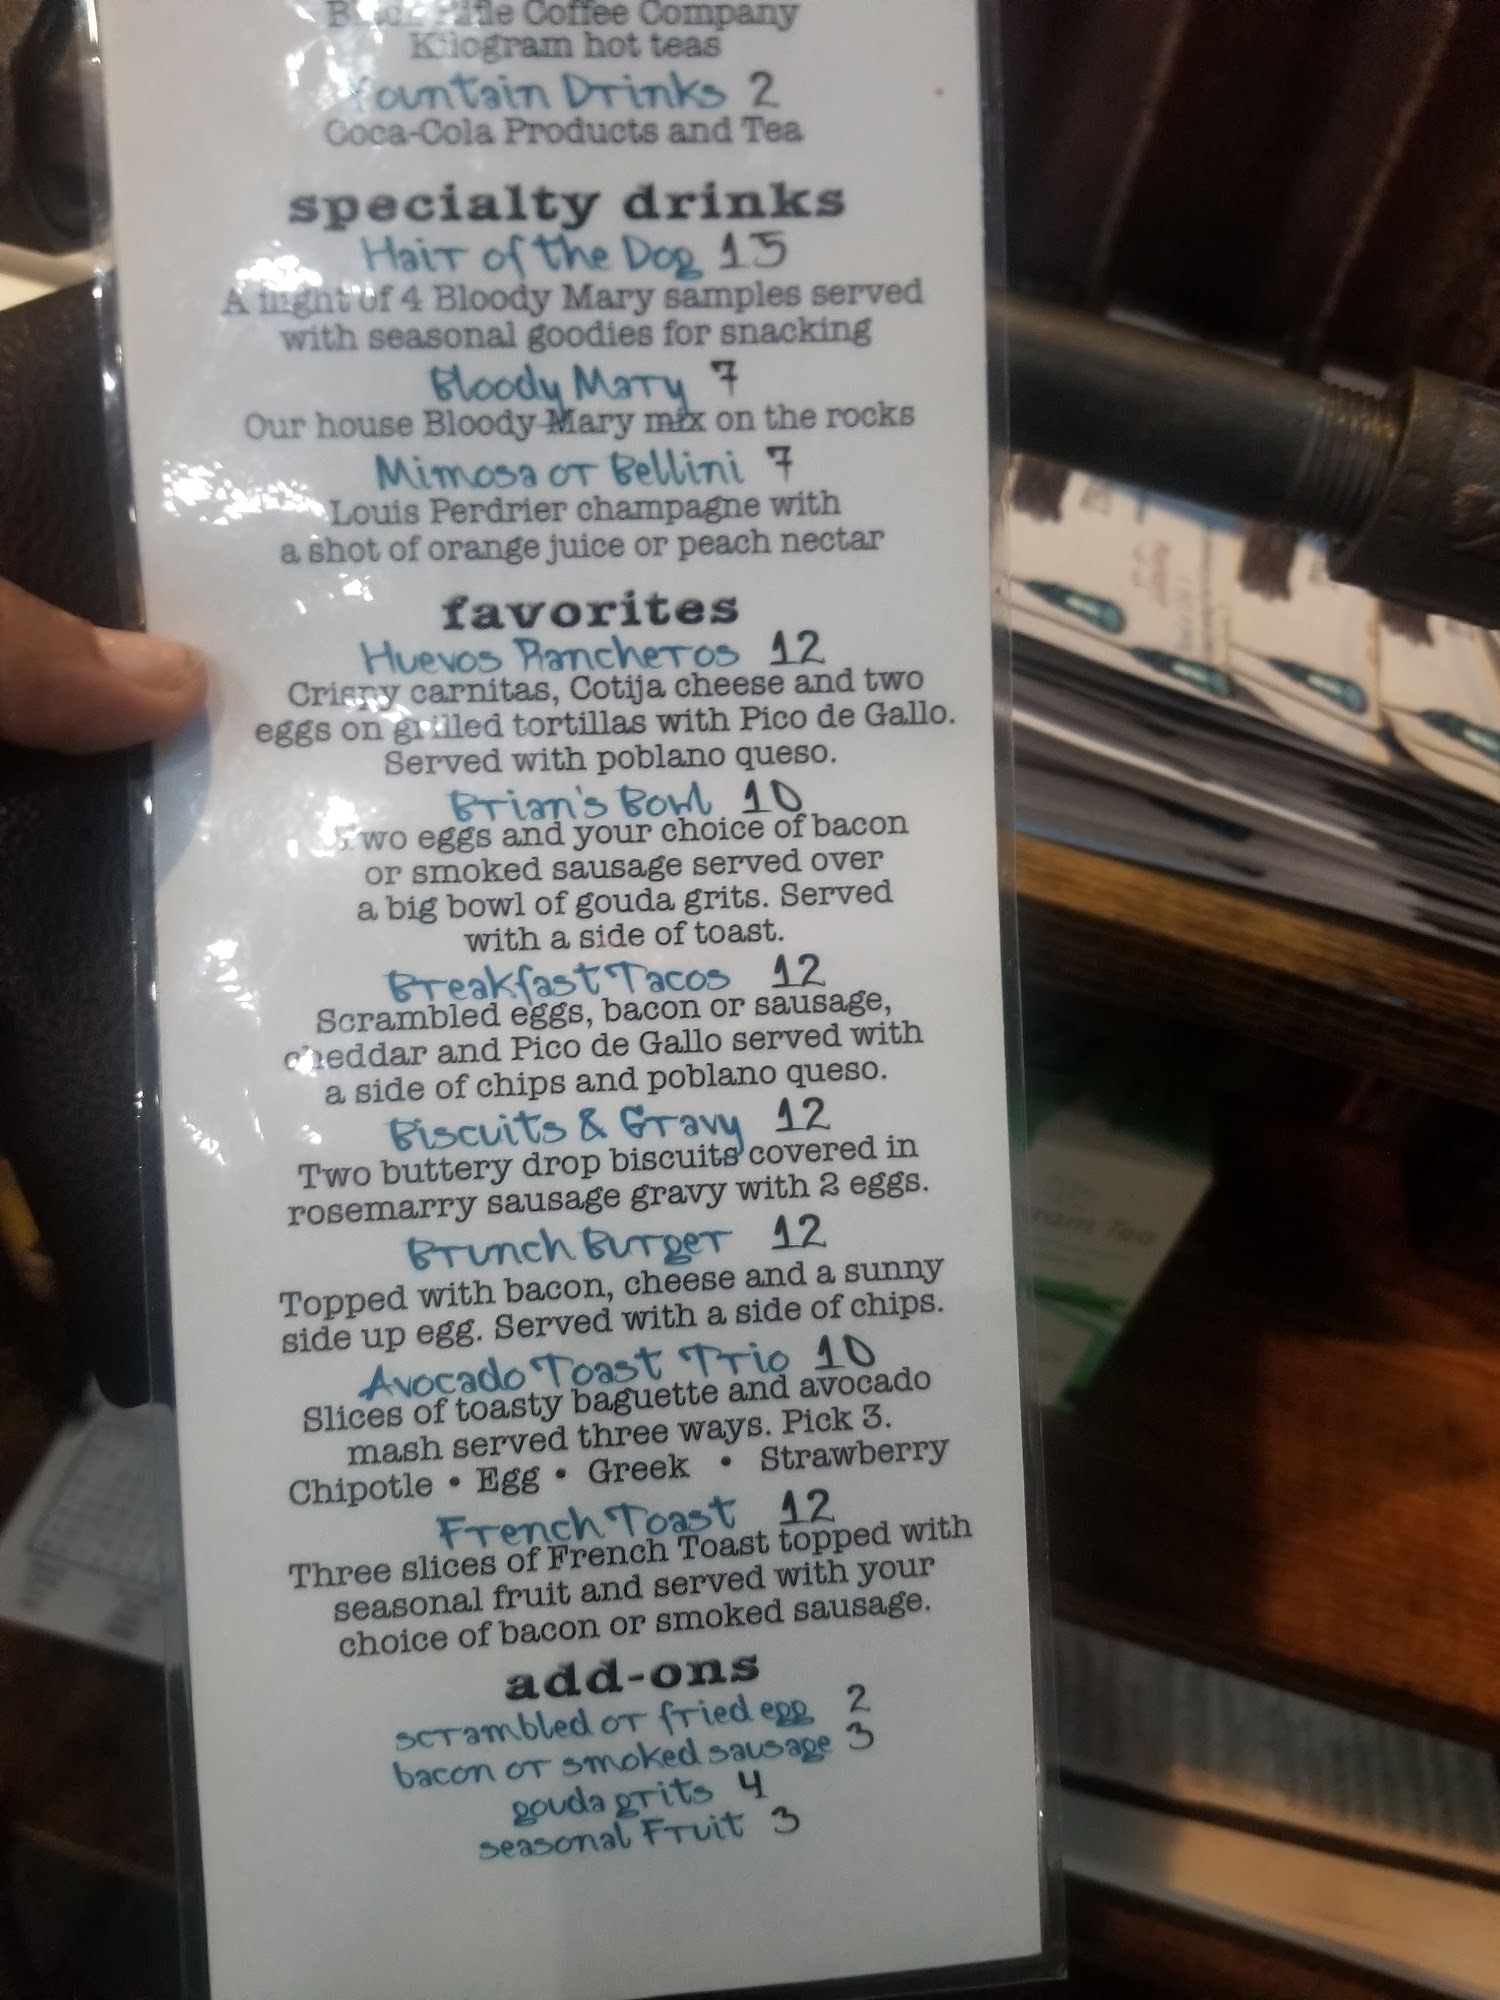 Black Rifle Coffee Company
Kilogram hot teas
Fountain Drinks 2
Coca-Cola Products and Tea
specialty drinks
Hair of the Dog 15
A flight of 4 Bloody Mary samples served
with seasonal goodies for snacking
Bloody Mary 7
Our house Bloody Mary mix on the rocks
Mimosa or Bellini 7
Louis Perdrier champagne with
a shot of orange juice or peach nectar
favorites
Huevos Rancheros 12
Crispy carnitas, Cotija cheese and two
eggs on grilled tortillas with Pico de Gallo.
Served with poblano queso.
Brian's Bowl 10
Two eggs and your choice of bacon
or smoked sausage served over
a big bowl of gouda grits. Served
with a side of toast.
Breakfast Tacos 12
Scrambled eggs, bacon or sausage,
cheddar and Pico de Gallo served with
a side of chips and poblano queso.
Biscuits & Gravy 12
Two buttery drop biscuits covered in
rosemarry sausage gravy with 2 eggs.
Brunch Burger 12
Topped with bacon, cheese and a sunny
side up egg. Served with a side of chips.
Avocado Toast Trio 10
Slices of toasty baguette and avocado
mash served three ways. Pick 3.
Chipotle • Egg • Greek • Strawberry
French Toast 12
Three slices of French Toast topped with
seasonal fruit and served with your
choice of bacon or smoked sausage.
add-ons
scrambled or fried egg 2
bacon or smoked sausage 3
gouda grits 4
seasonal Fruit 3
Tea